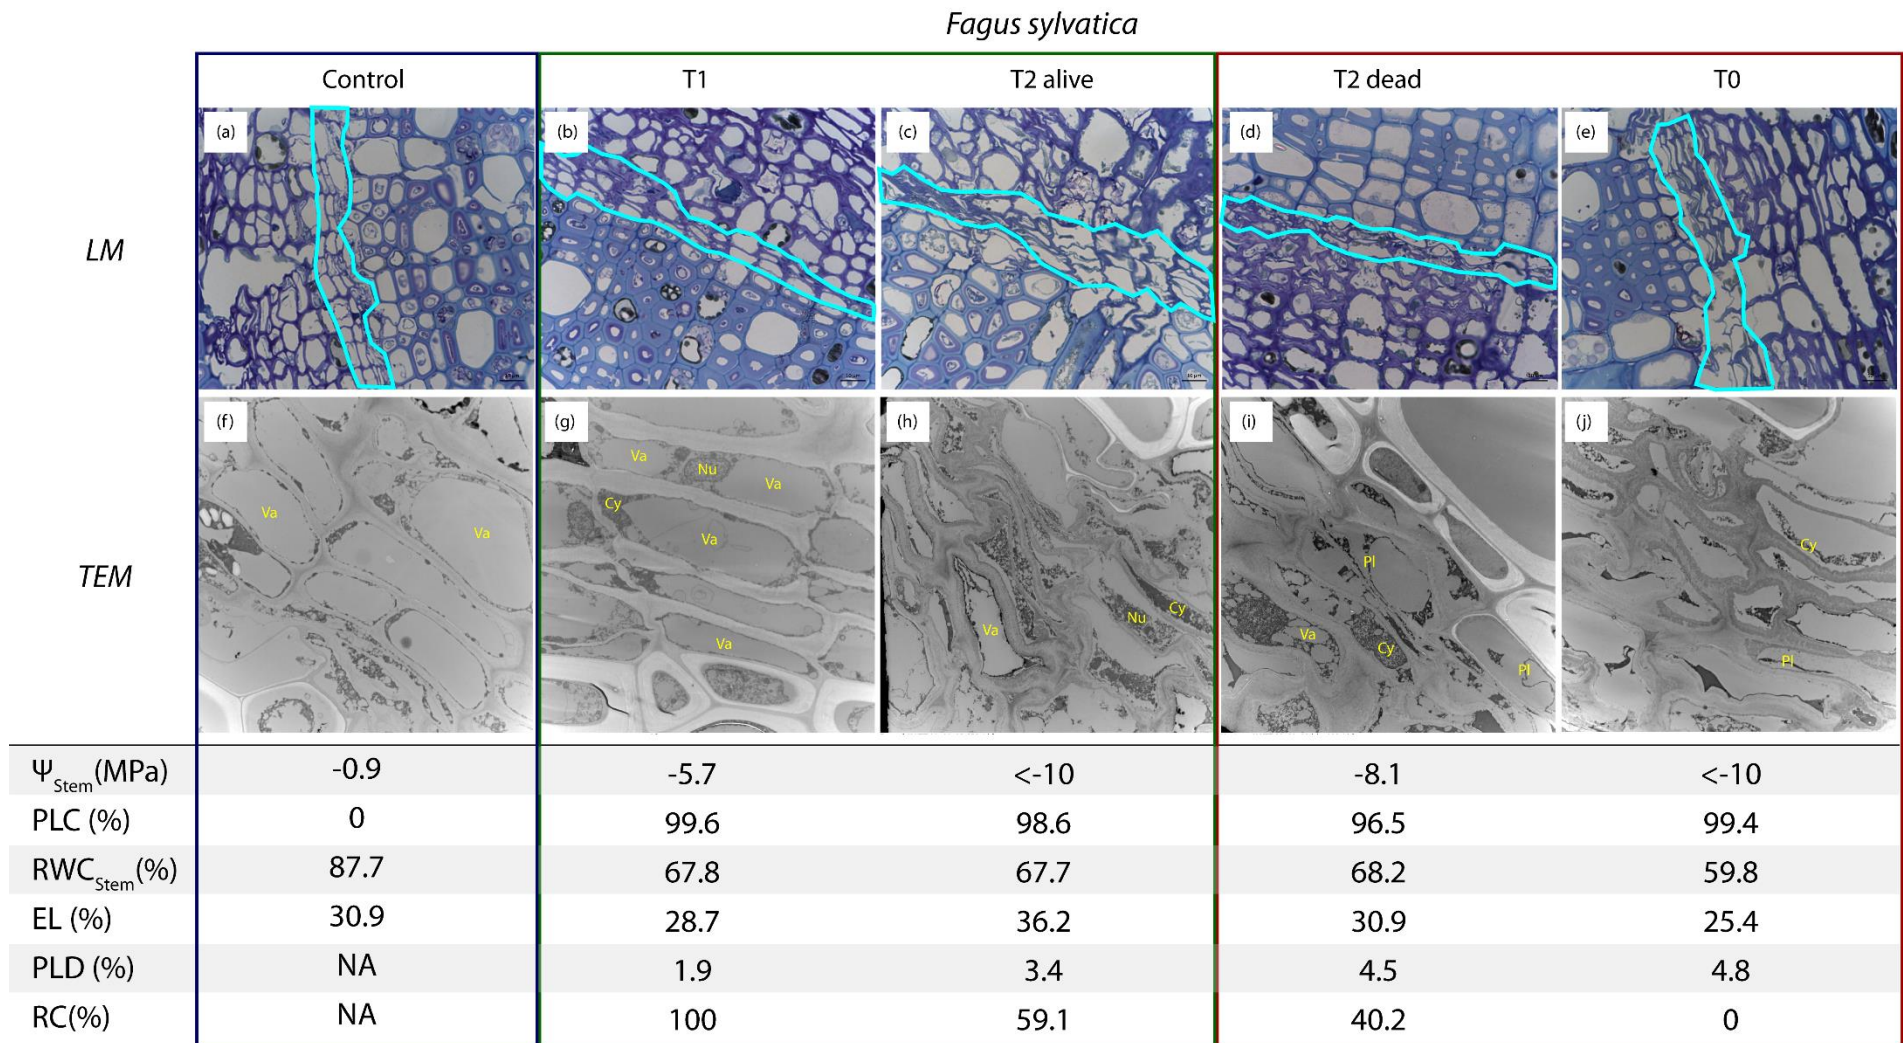 Fagus sylvatica
Control T1 T2 alive T2 dead T0
LM
(a) (b) (c) (d) (e)
TEM
(f) (g) (h) (i) (j)
Va Va
Va Nu Va
Cy
Va
Va
Va Nu Cy
Pl
Va Cy Pl
Cy
Pl
ΨStem(MPa) -0.9 -5.7 <-10 -8.1 <-10
PLC (%) 0 99.6 98.6 96.5 99.4
RWCStem(%) 87.7 67.8 67.7 68.2 59.8
EL (%) 30.9 28.7 36.2 30.9 25.4
PLD (%) NA 1.9 3.4 4.5 4.8
RC(%) NA 100 59.1 40.2 0